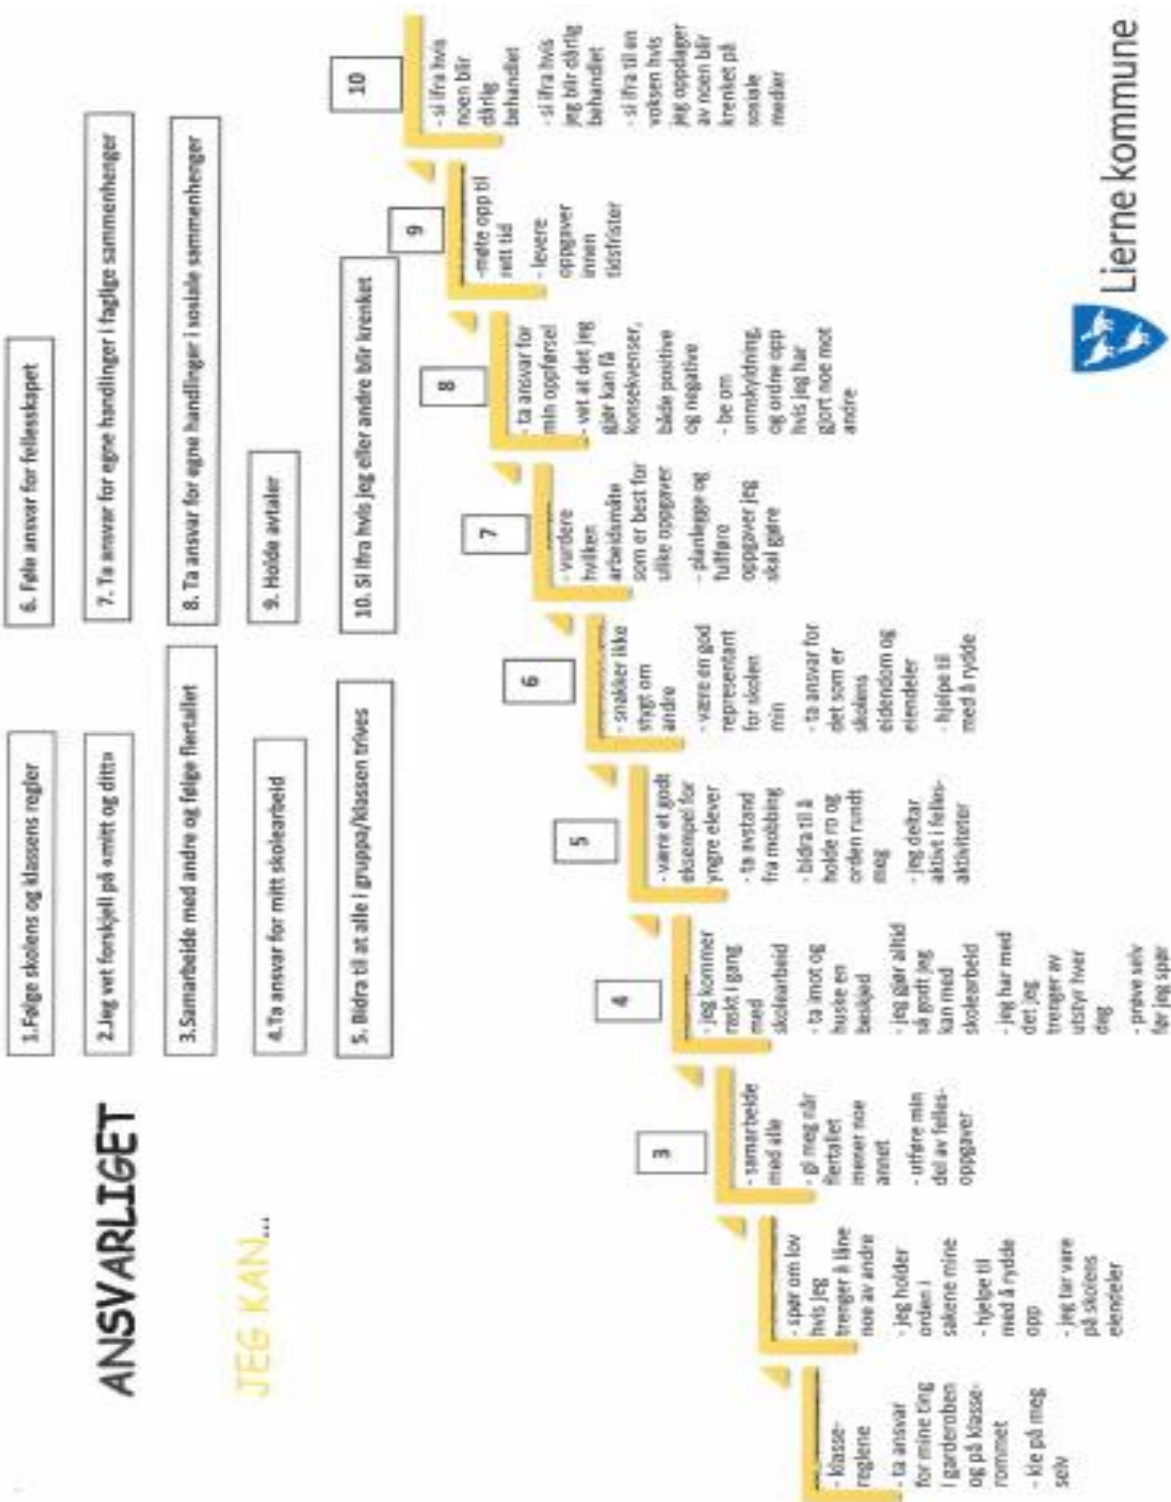 ANSVARLIGET
JEG KAN...
1.Følge skolens og klassens regler
2.Jeg vet forskjell på «mitt og ditt»
3.Samarbeide med andre og følge flertallet
4.Ta ansvar for mitt skolearbeid
5. Bidra til at alle i gruppa/klassen trives
6. Føle ansvar for fellesskapet
7. Ta ansvar for egne handlinger i faglige sammenhenger
8. Ta ansvar for egne handlinger i sosiale sammenhenger
9. Holde avtaler
10. Si ifra hvis jeg eller andre blir krenket
- klasse-
reglene
- ta ansvar
for mine ting
i garderoben
og på klasse-
rommet
- kle på meg
selv
- spør om lov
hvis jeg
trenger å låne
noe av andre
- jeg holder
orden i
sakene mine
- hjelpe til
med å rydde
opp
- jeg tar vare
på skolens
eiendeler
3
- samarbeide
med alle
- gi meg når
flertallet
mener noe
annet
- utføre min
del av felles-
oppgaver
4
- jeg kommer
raskt i gang
med
skolearbeid
- ta imot og
huske en
beskjed
- jeg gjør alltid
så godt jeg
kan med
skolearbeid
- jeg har med
det jeg
trenger av
utstyr hver
dag
- prøve selv
før jeg spør
5
- være et godt
eksempel for
yngre elever
- ta avstand
fra mobbing
- bidra til å
holde ro og
orden rundt
meg
- jeg deltar
aktivt i felles-
aktiviteter
6
- snakker ikke
stygt om
andre
- være en god
representant
for skolen
min
- ta ansvar for
det som er
skolens
eidendom og
eiendeler
- hjelpe til
med å rydde
7
- vurdere
hvilken
arbeidsmåte
som er best for
ulike oppgaver
- planlegge og
fullføre
oppgaver jeg
skal gjøre
8
- ta ansvar for
min oppførsel
- vet at det jeg
gjør kan få
konsekvenser,
både positive
og negative
- be om
unnskyldning,
og ordne opp
hvis jeg har
gjort noe mot
andre
9
-møte opp til
rett tid
- levere
oppgaver
innen
tidsfrister
10
- si ifra hvis
noen blir
dårlig
behandlet
- si ifra hvis
jeg blir dårlig
behandlet
- si ifra til en
voksen hvis
jeg oppdager
av noen blir
krenket på
sosiale
medier
Lierne kommune